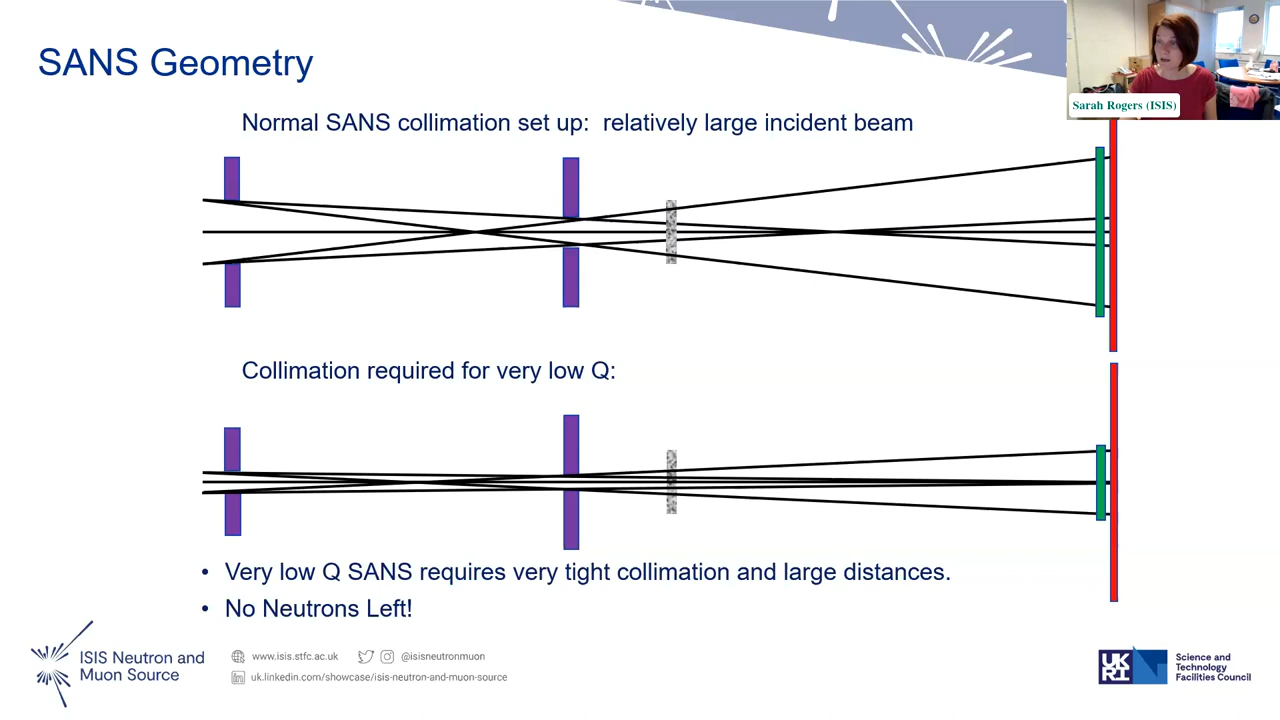 SANS Geometry
Sarah Rogers (ISIS)
Normal SANS collimation set up:  relatively large incident beam
Collimation required for very low Q:
• Very low Q SANS requires very tight collimation and large distances.
• No Neutrons Left!
ISIS Neutron and
Muon Source
www.isis.stfc.ac.uk
@isisneutronmuon
uk.linkedin.com/showcase/isis-neutron-and-muon-source
UK
RI
Science and
Technology
Facilities Council